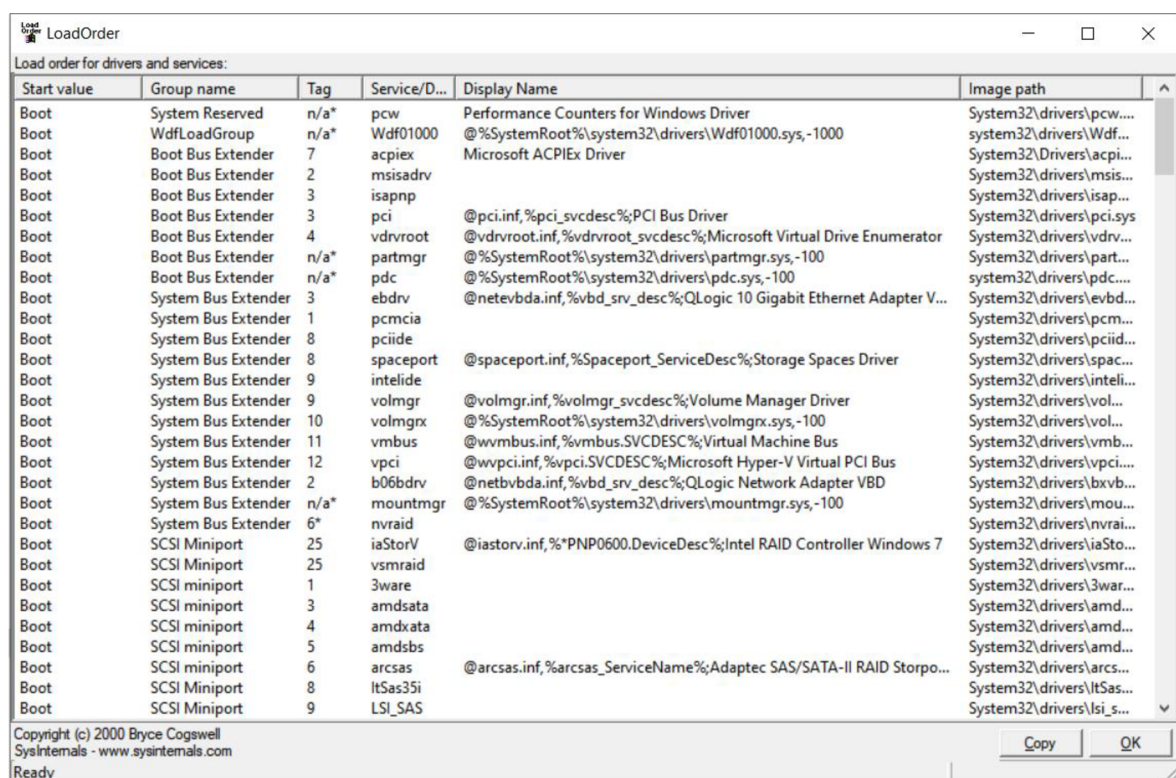 Load Order LoadOrder
Load order for drivers and services:
Start value Group name Tag Service/D... Display Name Image path
Boot System Reserved n/a* pcw Performance Counters for Windows Driver System32\drivers\pcw....
Boot WdfLoadGroup n/a* Wdf01000 @%SystemRoot%\system32\drivers\Wdf01000.sys,-1000 system32\drivers\Wdf...
Boot Boot Bus Extender 7 acpiex Microsoft ACPIEx Driver System32\Drivers\acpi...
Boot Boot Bus Extender 2 msisadrv System32\drivers\msis...
Boot Boot Bus Extender 3 isapnp System32\drivers\isap...
Boot Boot Bus Extender 3 pci @pci.inf,%pci_svcdesc%;PCI Bus Driver System32\drivers\pci.sys
Boot Boot Bus Extender 4 vdrvroot @vdrvroot.inf,%vdrvroot_svcdesc%;Microsoft Virtual Drive Enumerator System32\drivers\vdrv...
Boot Boot Bus Extender n/a* partmgr @%SystemRoot%\system32\drivers\partmgr.sys,-100 System32\drivers\part...
Boot Boot Bus Extender n/a* pdc @%SystemRoot%\system32\drivers\pdc.sys,-100 system32\drivers\pdc....
Boot System Bus Extender 3 ebdrv @netevbda.inf,%vbd_srv_desc%;QLogic 10 Gigabit Ethernet Adapter V... System32\drivers\evbd...
Boot System Bus Extender 1 pcmcia System32\drivers\pcm...
Boot System Bus Extender 8 pciide System32\drivers\pciid...
Boot System Bus Extender 8 spaceport @spaceport.inf,%Spaceport_ServiceDesc%;Storage Spaces Driver System32\drivers\spac...
Boot System Bus Extender 9 intelide System32\drivers\inteli...
Boot System Bus Extender 9 volmgr @volmgr.inf,%volmgr_svcdesc%;Volume Manager Driver System32\drivers\vol...
Boot System Bus Extender 10 volmgrx @%SystemRoot%\system32\drivers\volmgrx.sys,-100 System32\drivers\vol...
Boot System Bus Extender 11 vmbus @wvmbus.inf,%vmbus.SVCDESC%;Virtual Machine Bus System32\drivers\vmb...
Boot System Bus Extender 12 vpci @wvpci.inf,%vpci.SVCDESC%;Microsoft Hyper-V Virtual PCI Bus System32\drivers\vpci....
Boot System Bus Extender 2 b06bdrv @netbvbda.inf,%vbd_srv_desc%;QLogic Network Adapter VBD System32\drivers\bxvb...
Boot System Bus Extender n/a* mountmgr @%SystemRoot%\system32\drivers\mountmgr.sys,-100 System32\drivers\mou...
Boot System Bus Extender 6* nvraid System32\drivers\nvrai...
Boot SCSI Miniport 25 iaStorV @iastorv.inf,%*PNP0600.DeviceDesc%;Intel RAID Controller Windows 7 System32\drivers\iaSto...
Boot SCSI Miniport 25 vsmraid System32\drivers\vsmr...
Boot SCSI miniport 1 3ware System32\drivers\3war...
Boot SCSI miniport 3 amdsata System32\drivers\amd...
Boot SCSI miniport 4 amdxata System32\drivers\amd...
Boot SCSI miniport 5 amdsbs System32\drivers\amd...
Boot SCSI miniport 6 arcsas @arcsas.inf,%arcsas_ServiceName%;Adaptec SAS/SATA-II RAID Storpo... System32\drivers\arcs...
Boot SCSI Miniport 8 ItSas35i System32\drivers\ItSas...
Boot SCSI Miniport 9 LSI_SAS System32\drivers\lsi_s...
Copyright (c) 2000 Bryce Cogswell
SysInternals - www.sysinternals.com
Copy OK
Ready